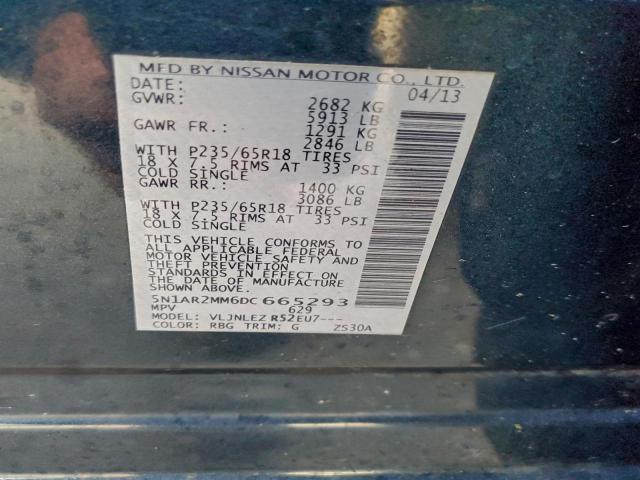 MFD BY NISSAN MOTOR CO., LTD.
DATE: 04/13
GVWR: 2682 KG
5913 LB
GAWR FR.: 1291 KG
2846 LB
WITH P235/65R18 TIRES
18 X 7.5 RIMS AT 33 PSI
COLD SINGLE
GAWR RR.: 1400 KG
3086 LB
WITH P235/65R18 TIRES
18 X 7.5 RIMS AT 33 PSI
COLD SINGLE
THIS VEHICLE CONFORMS TO
ALL APPLICABLE FEDERAL
MOTOR VEHICLE SAFETY AND
THEFT PREVENTION
STANDARDS IN EFFECT ON
THE DATE OF MANUFACTURE
5N1AR2MM6DC 665293
MPV 629
MODEL: VLJNLEZ R52EU7---
COLOR: RBG TRIM: G ZS30A